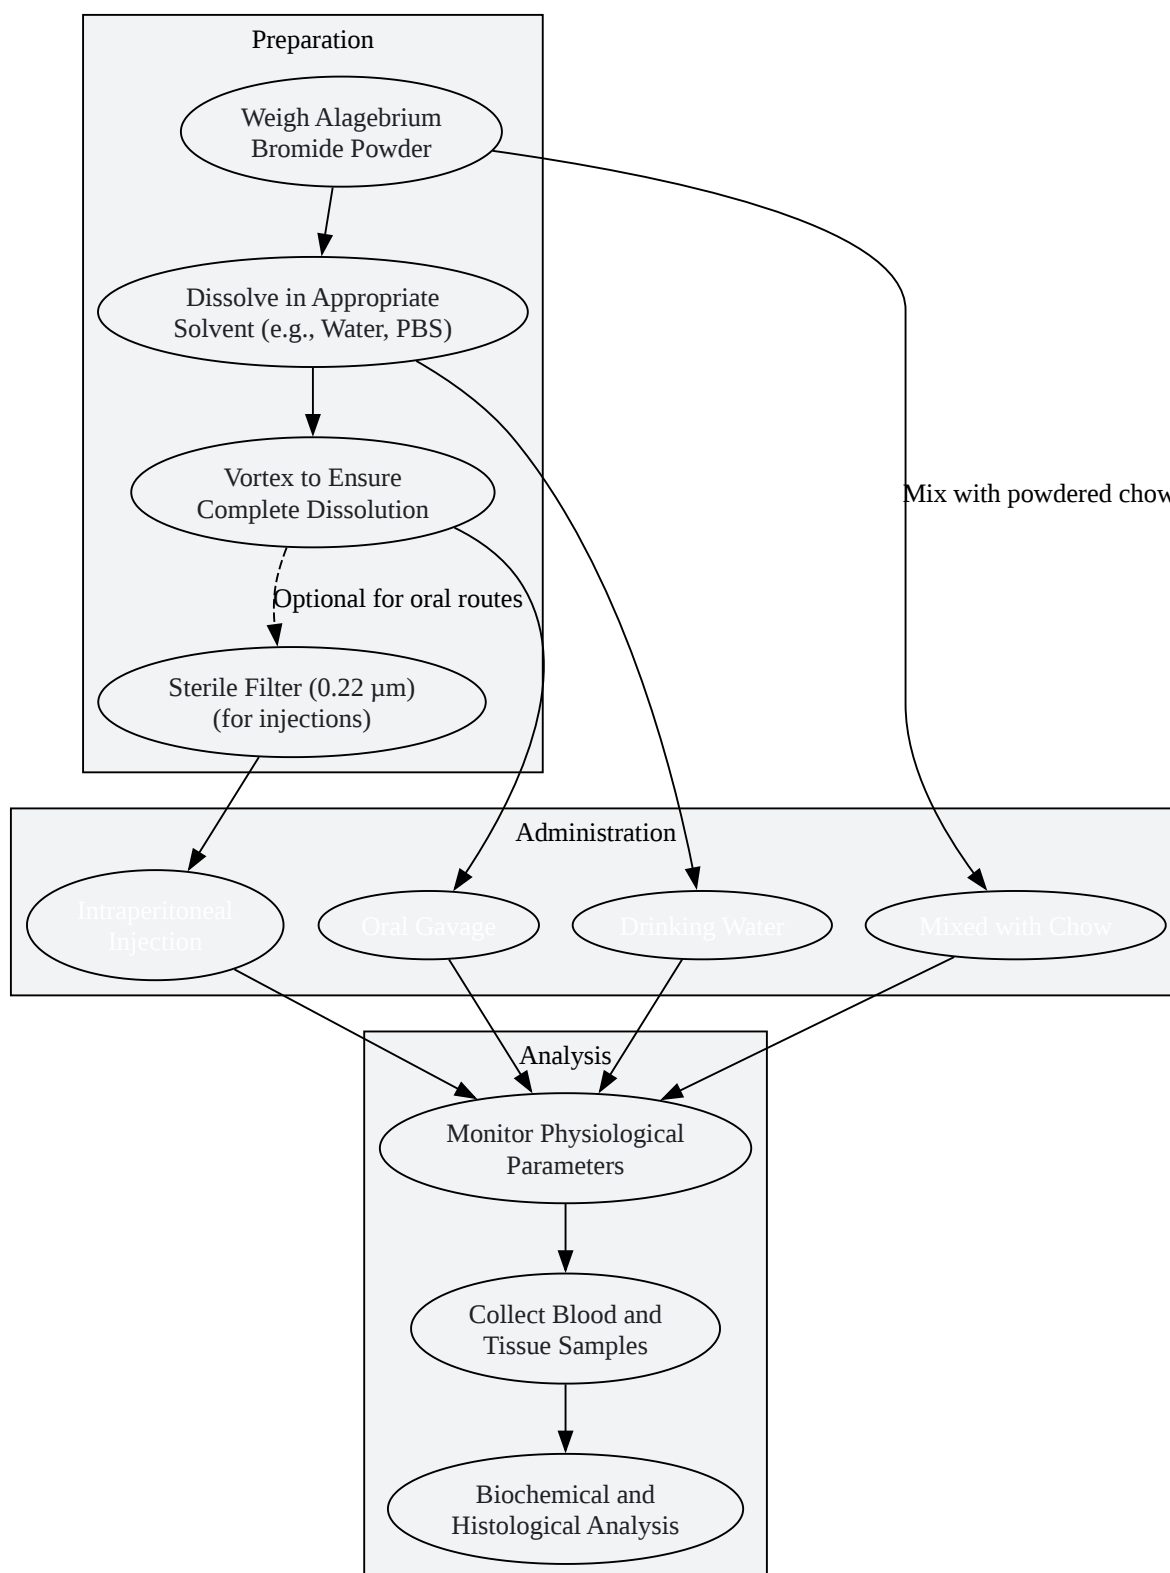 Preparation
Weigh Alagebrium
Bromide Powder
Dissolve in Appropriate
Solvent (e.g., Water, PBS)
Vortex to Ensure
Complete Dissolution
Mix with powdered chow
Optional for oral routes
Sterile Filter (0.22 µm)
(for injections)
Administration
Intraperitoneal
Injection
Oral Gavage
Drinking Water
Mixed with Chow
Analysis
Monitor Physiological
Parameters
Collect Blood and
Tissue Samples
Biochemical and
Histological Analysis